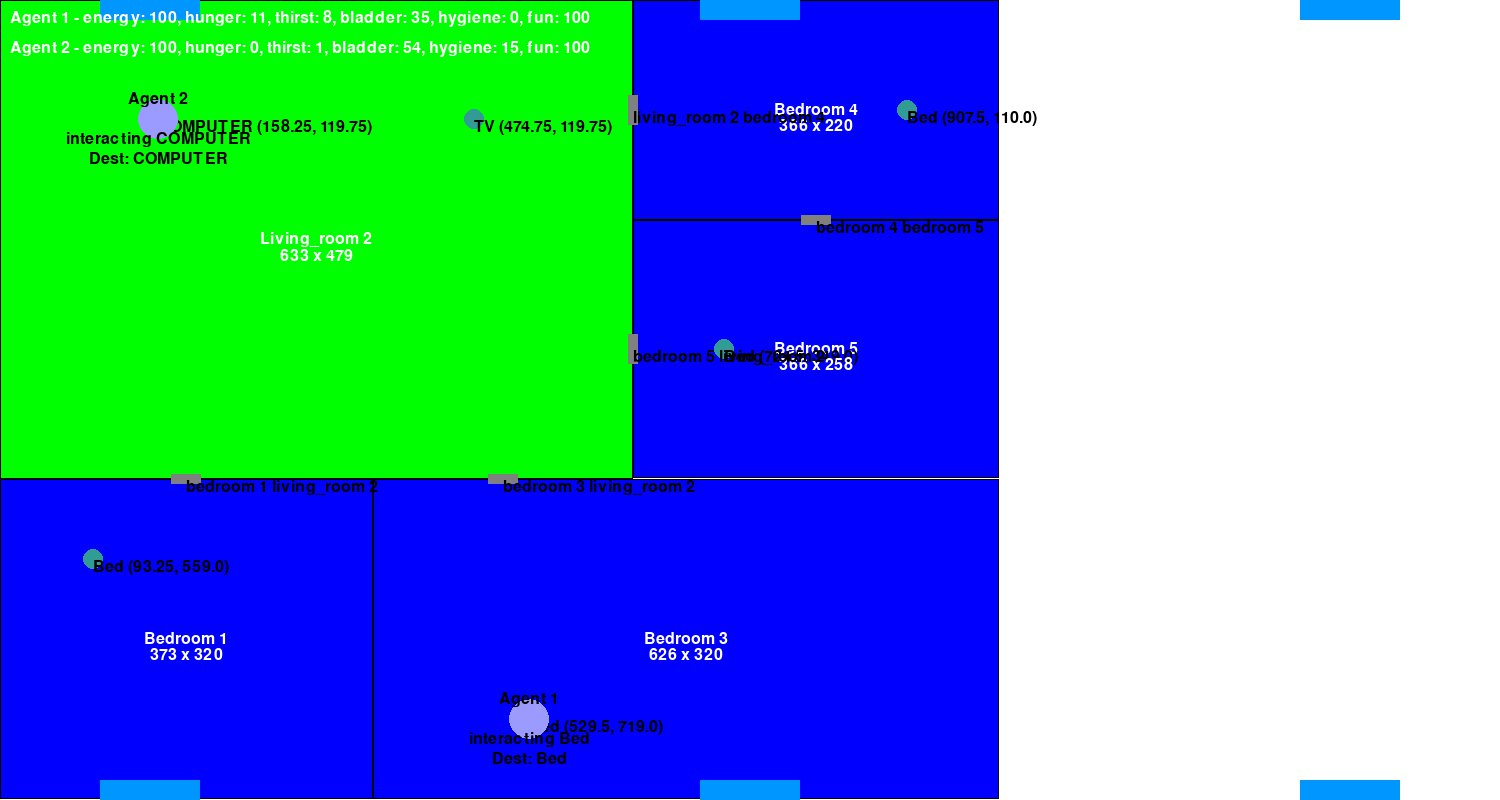 Agent 1 - energy: 100, hunger: 11, thirst: 8, bladder: 35, hygiene: 0, fun: 100
Agent 2 - energy: 100, hunger: 0, thirst: 1, bladder: 54, hygiene: 15, fun: 100
Agent 2
OMPUTER (158.25, 119.75)
interacting COMPUTER
Dest: COMPUTER
TV (474.75, 119.75)
living_room 2 bedroom 4
Bedroom 4
366 x 220
Bed (907.5, 110.0)
Living_room 2
633 x 479
bedroom 4 bedroom 5
bedroom 5
Bedroom 5
366 x 258
bedroom 1 living_room 2
bedroom 3 living_room 2
Bed (93.25, 559.0)
Bedroom 1
373 x 320
Bedroom 3
626 x 320
Agent 1
d (529.5, 719.0)
interacting Bed
Dest: Bed